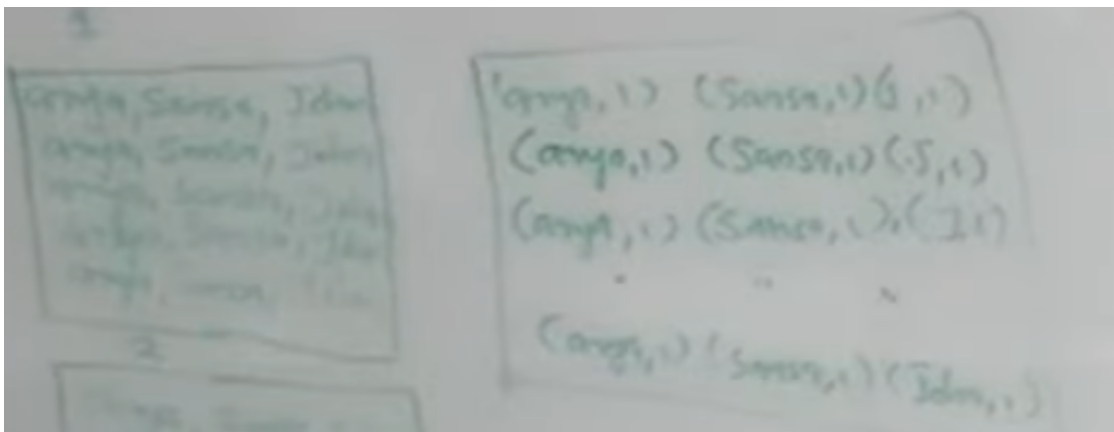 1
arya, Sansa, John
arya, Sansa, John
arya, Sansa, John
arya, Sansa, John
arya, sansa,
2
(arya, 1) (Sansa, 1) (J, 1)
(arya, 1) (Sansa, 1) (J, 1)
(arya, 1) (Sansa, 1), (J 1)
(arya, 1) (Sansa, 1) (John, 1)